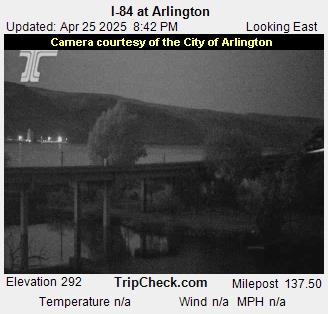 I-84 at Arlington
Updated: Apr 25 2025 8:42 PM Looking East
Camera courtesy of the City of Arlington
Elevation 292 TripCheck.com Milepost 137.50
Temperature n/a Wind n/a MPH n/a